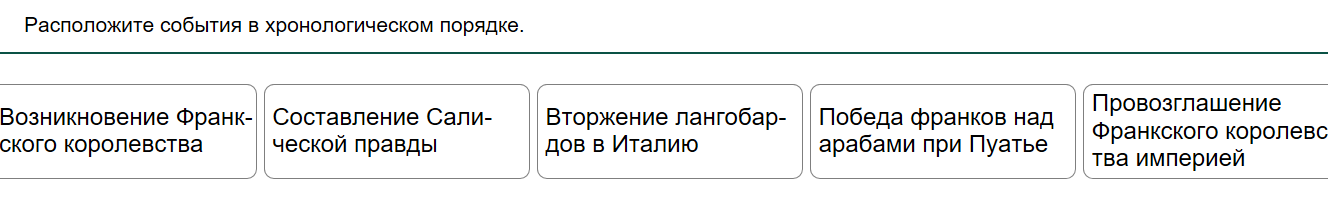 Расположите события в хронологическом порядке.
Возникновение Франк-
ского королевства
Составление Сали-
ческой правды
Вторжение лангобар-
дов в Италию
Победа франков над
арабами при Пуатье
Провозглашение
Франкского королевс
тва империей